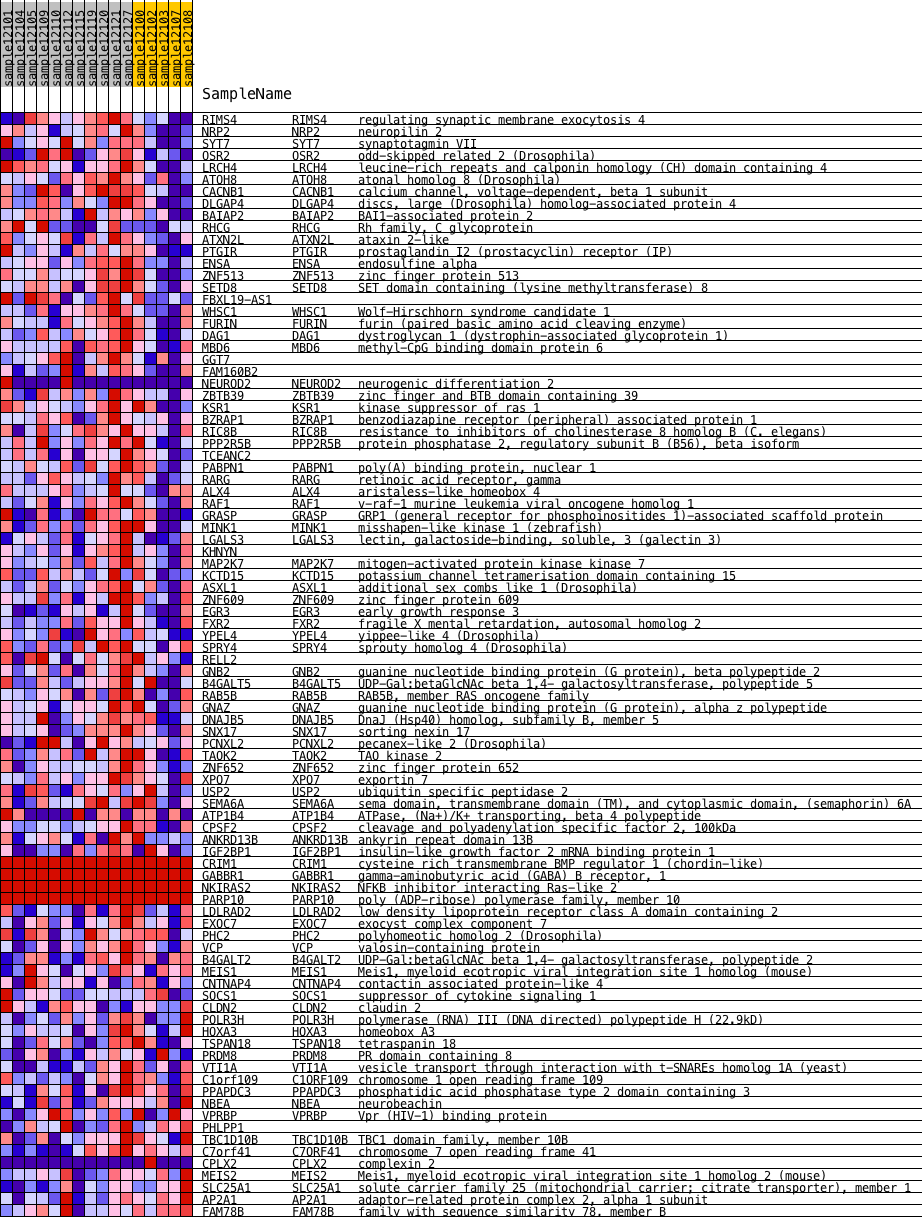 sample12101
sample12104
sample12105
sample12109
sample12110
sample12112
sample12115
sample12119
sample12120
sample12121
sample12127
sample12100
sample12102
sample12103
sample12107
sample12108
SampleName
RIMS4 RIMS4 regulating synaptic membrane exocytosis 4
NRP2 NRP2 neuropilin 2
SYT7 SYT7 synaptotagmin VII
OSR2 OSR2 odd-skipped related 2 (Drosophila)
LRCH4 LRCH4 leucine-rich repeats and calponin homology (CH) domain containing 4
ATOH8 ATOH8 atonal homolog 8 (Drosophila)
CACNB1 CACNB1 calcium channel, voltage-dependent, beta 1 subunit
DLGAP4 DLGAP4 discs, large (Drosophila) homolog-associated protein 4
BAIAP2 BAIAP2 BAI1-associated protein 2
RHCG RHCG Rh family, C glycoprotein
ATXN2L ATXN2L ataxin 2-like
PTGIR PTGIR prostaglandin I2 (prostacyclin) receptor (IP)
ENSA ENSA endosulfine alpha
ZNF513 ZNF513 zinc finger protein 513
SETD8 SETD8 SET domain containing (lysine methyltransferase) 8
FBXL19-AS1
WHSC1 WHSC1 Wolf-Hirschhorn syndrome candidate 1
FURIN FURIN furin (paired basic amino acid cleaving enzyme)
DAG1 DAG1 dystroglycan 1 (dystrophin-associated glycoprotein 1)
MBD6 MBD6 methyl-CpG binding domain protein 6
GGT7
FAM160B2
NEUROD2 NEUROD2 neurogenic differentiation 2
ZBTB39 ZBTB39 zinc finger and BTB domain containing 39
KSR1 KSR1 kinase suppressor of ras 1
BZRAP1 BZRAP1 benzodiazapine receptor (peripheral) associated protein 1
RIC8B RIC8B resistance to inhibitors of cholinesterase 8 homolog B (C. elegans)
PPP2R5B PPP2R5B protein phosphatase 2, regulatory subunit B (B56), beta isoform
TCEANC2
PABPN1 PABPN1 poly(A) binding protein, nuclear 1
RARG RARG retinoic acid receptor, gamma
ALX4 ALX4 aristaless-like homeobox 4
RAF1 RAF1 v-raf-1 murine leukemia viral oncogene homolog 1
GRASP GRASP GRP1 (general receptor for phosphoinositides 1)-associated scaffold protein
MINK1 MINK1 misshapen-like kinase 1 (zebrafish)
LGALS3 LGALS3 lectin, galactoside-binding, soluble, 3 (galectin 3)
KHNYN
MAP2K7 MAP2K7 mitogen-activated protein kinase kinase 7
KCTD15 KCTD15 potassium channel tetramerisation domain containing 15
ASXL1 ASXL1 additional sex combs like 1 (Drosophila)
ZNF609 ZNF609 zinc finger protein 609
EGR3 EGR3 early growth response 3
FXR2 FXR2 fragile X mental retardation, autosomal homolog 2
YPEL4 YPEL4 yippee-like 4 (Drosophila)
SPRY4 SPRY4 sprouty homolog 4 (Drosophila)
RELL2
GNB2 GNB2 guanine nucleotide binding protein (G protein), beta polypeptide 2
B4GALT5 B4GALT5 UDP-Gal:betaGlcNAc beta 1,4- galactosyltransferase, polypeptide 5
RAB5B RAB5B RAB5B, member RAS oncogene family
GNAZ GNAZ guanine nucleotide binding protein (G protein), alpha z polypeptide
DNAJB5 DNAJB5 DnaJ (Hsp40) homolog, subfamily B, member 5
SNX17 SNX17 sorting nexin 17
PCNXL2 PCNXL2 pecanex-like 2 (Drosophila)
TAOK2 TAOK2 TAO kinase 2
ZNF652 ZNF652 zinc finger protein 652
XPO7 XPO7 exportin 7
USP2 USP2 ubiquitin specific peptidase 2
SEMA6A SEMA6A sema domain, transmembrane domain (TM), and cytoplasmic domain, (semaphorin) 6A
ATP1B4 ATP1B4 ATPase, (Na+)/K+ transporting, beta 4 polypeptide
CPSF2 CPSF2 cleavage and polyadenylation specific factor 2, 100kDa
ANKRD13B ANKRD13B ankyrin repeat domain 13B
IGF2BP1 IGF2BP1 insulin-like growth factor 2 mRNA binding protein 1
CRIM1 CRIM1 cysteine rich transmembrane BMP regulator 1 (chordin-like)
GABBR1 GABBR1 gamma-aminobutyric acid (GABA) B receptor, 1
NKIRAS2 NKIRAS2 NFKB inhibitor interacting Ras-like 2
PARP10 PARP10 poly (ADP-ribose) polymerase family, member 10
LDLRAD2 LDLRAD2 low density lipoprotein receptor class A domain containing 2
EXOC7 EXOC7 exocyst complex component 7
PHC2 PHC2 polyhomeotic homolog 2 (Drosophila)
VCP VCP valosin-containing protein
B4GALT2 B4GALT2 UDP-Gal:betaGlcNAc beta 1,4- galactosyltransferase, polypeptide 2
MEIS1 MEIS1 Meis1, myeloid ecotropic viral integration site 1 homolog (mouse)
CNTNAP4 CNTNAP4 contactin associated protein-like 4
SOCS1 SOCS1 suppressor of cytokine signaling 1
CLDN2 CLDN2 claudin 2
POLR3H POLR3H polymerase (RNA) III (DNA directed) polypeptide H (22.9kD)
HOXA3 HOXA3 homeobox A3
TSPAN18 TSPAN18 tetraspanin 18
PRDM8 PRDM8 PR domain containing 8
VTI1A VTI1A vesicle transport through interaction with t-SNAREs homolog 1A (yeast)
C1orf109 C1ORF109 chromosome 1 open reading frame 109
PPAPDC3 PPAPDC3 phosphatidic acid phosphatase type 2 domain containing 3
NBEA NBEA neurobeachin
VPRBP VPRBP Vpr (HIV-1) binding protein
PHLPP1
TBC1D10B TBC1D10B TBC1 domain family, member 10B
C7orf41 C7ORF41 chromosome 7 open reading frame 41
CPLX2 CPLX2 complexin 2
MEIS2 MEIS2 Meis1, myeloid ecotropic viral integration site 1 homolog 2 (mouse)
SLC25A1 SLC25A1 solute carrier family 25 (mitochondrial carrier; citrate transporter), member 1
AP2A1 AP2A1 adaptor-related protein complex 2, alpha 1 subunit
FAM78B FAM78B family with sequence similarity 78, member B